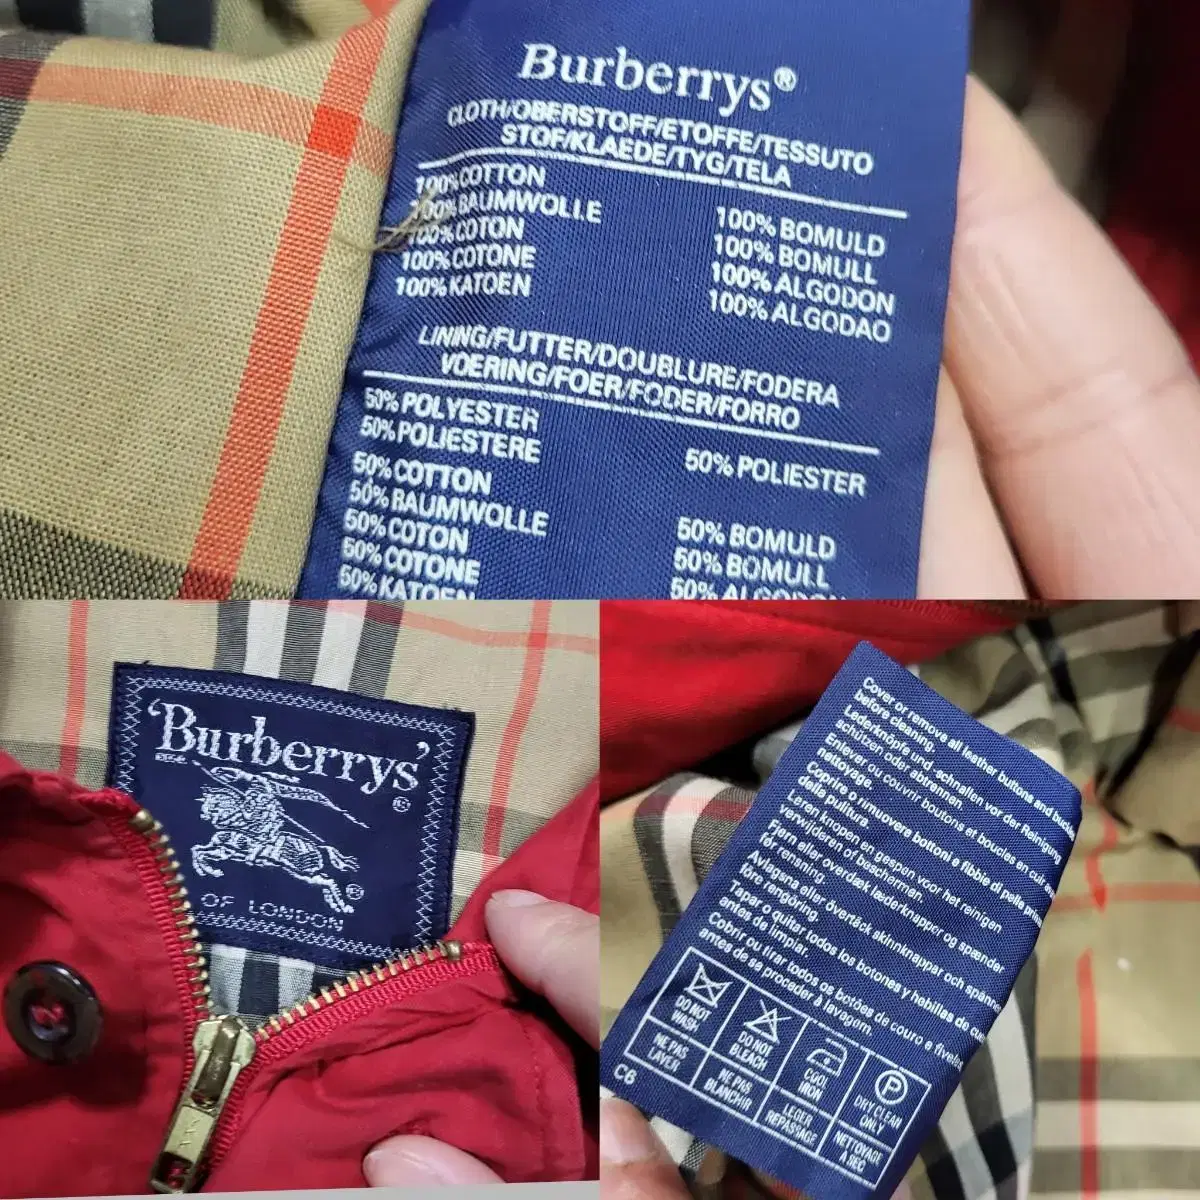 Burberrys®
CLOTH/OBERSTOFF/ETOFFE/TESSUTO
STOF/KLAEDE/TYG/TELA
100% COTTON
100% BAUMWOLLE
100% COTON
100% COTONE
100% KATOEN
100% BOMULD
100% BOMULL
100% ALGODON
100% ALGODAO
LINING/FUTTER/DOUBLURE/FODERA
VOERING/FOER/FODER/FORRO
50% POLYESTER
50% POLIESTERE
50% POLIESTER
50% COTTON
50% BAUMWOLLE
50% COTON
50% COTONE
50% KATOEN
50% BOMULD
50% BOMULL
50% ALGODON
'Burberrys'
®
OF LONDON
®
Cover or remove all leather buttons and
before cleaning.
Lederknöpfe und, schnallen vor der Reinigung
schützen oder, abtrennen.
Enlever ou couvrir boutons et boucles en cuir
nettoyage.
Coprire o rimuovere bottoni e fibbie di pelle
della pulitura.
Leren knopen en gespen voor het reinigen
verwijderen of beschermen.
Fjern eller overdæk læderknapper og spænder
før rensning.
Avlägsna eller övertäck skinnknappar och
före rengöring.
Tapar o quitar todos los botones y hebillas de
antes de limpiar.
Cobrir ou tirar todos os botões de couro e fivelas
antes de se proceder à lavagem.
DO NOT
WASH
DO NOT
BLEACH
COOL
IRON
P
DRY CLEAN
ONLY
NE PAS
LAVER
NE PAS
BLANCHIR
LEGER
REPASSAGE
NETTOYAGE
A SEC
C6